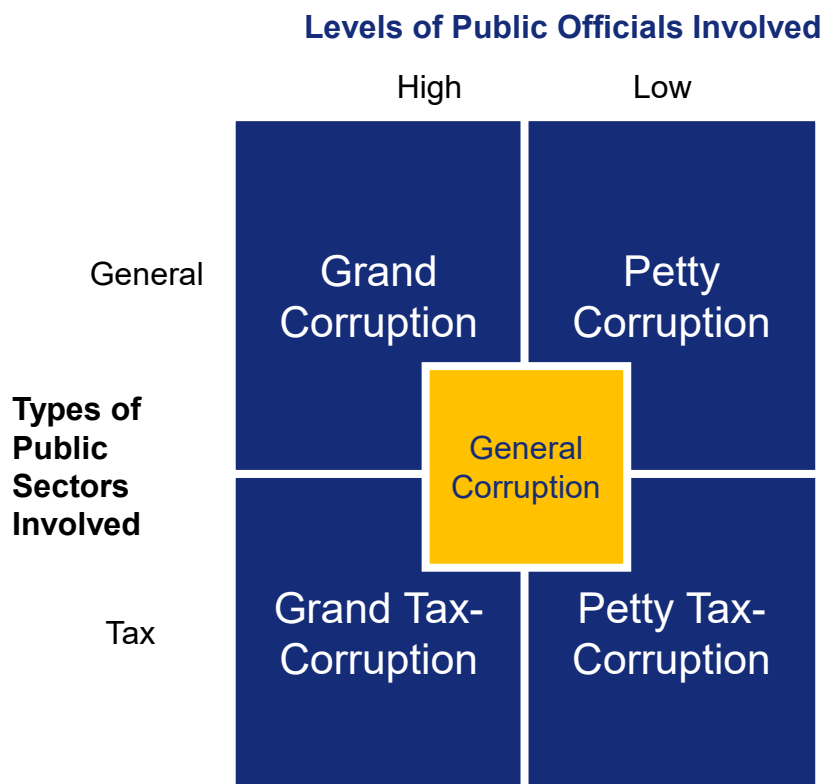 Levels of Public Officials Involved
High Low
General
Grand
Corruption
Petty
Corruption
Types of
Public
Sectors
Involved
General
Corruption
Tax
Grand Tax-
Corruption
Petty Tax-
Corruption